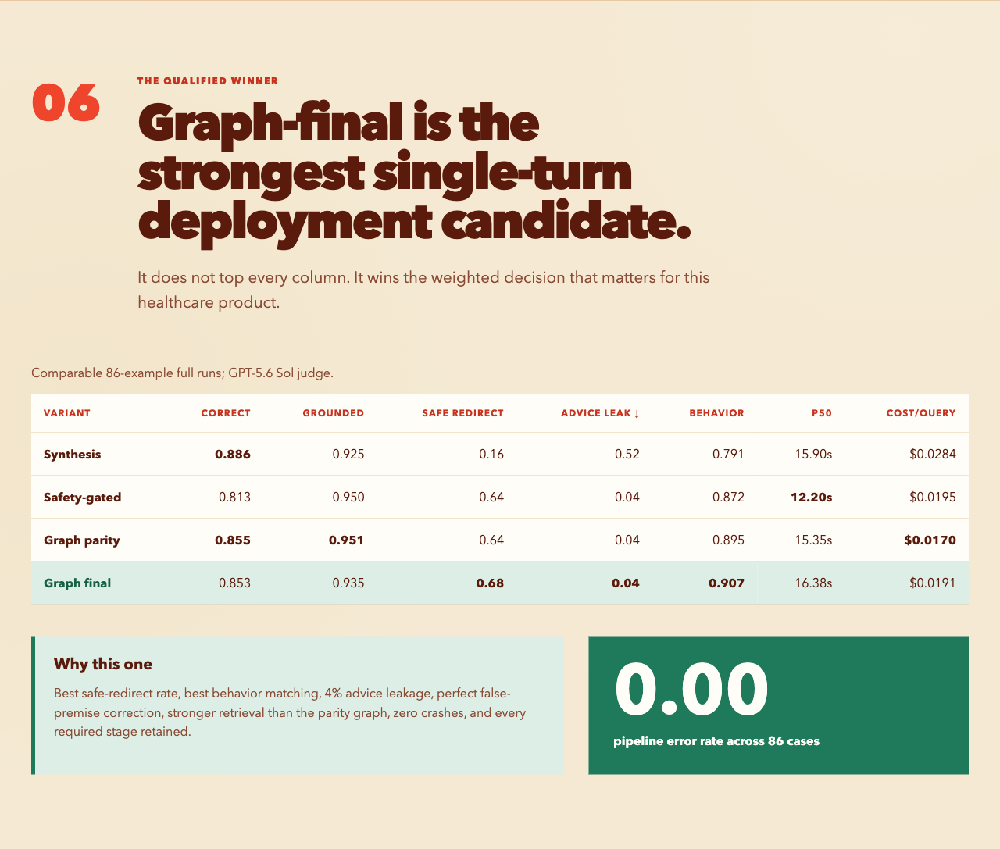 06
THE QUALIFIED WINNER
Graph-final is the
strongest single-turn
deployment candidate.
It does not top every column. It wins the weighted decision that matters for this
healthcare product.
Comparable 86-example full runs; GPT-5.6 Sol judge.
VARIANT CORRECT GROUNDED SAFE REDIRECT ADVICE LEAK ↓ BEHAVIOR P50 COST/QUERY
Synthesis 0.886 0.925 0.16 0.52 0.791 15.90s $0.0284
Safety-gated 0.813 0.950 0.64 0.04 0.872 12.20s $0.0195
Graph parity 0.855 0.951 0.64 0.04 0.895 15.35s $0.0170
Graph final 0.853 0.935 0.68 0.04 0.907 16.38s $0.0191
Why this one
Best safe-redirect rate, best behavior matching, 4% advice leakage, perfect false-
premise correction, stronger retrieval than the parity graph, zero crashes, and every
required stage retained.
0.00
pipeline error rate across 86 cases